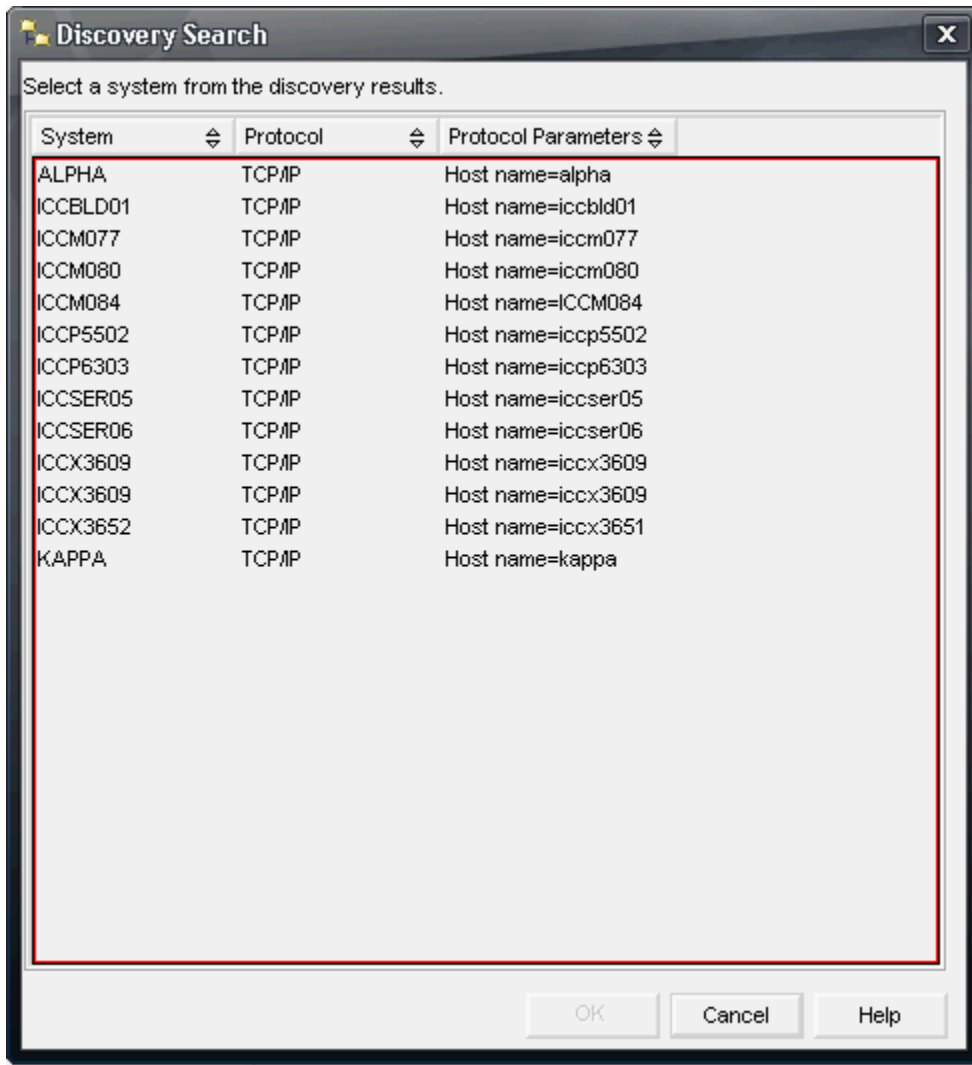 Discovery Search
Select a system from the discovery results.
System Protocol Protocol Parameters
ALPHA TCP/IP Host name=alpha
ICCBLD01 TCP/IP Host name=iccbld01
ICCM077 TCP/IP Host name=iccm077
ICCM080 TCP/IP Host name=iccm080
ICCM084 TCP/IP Host name=ICCM084
ICCP5502 TCP/IP Host name=iccp5502
ICCP6303 TCP/IP Host name=iccp6303
ICCSER05 TCP/IP Host name=iccser05
ICCSER06 TCP/IP Host name=iccser06
ICCX3609 TCP/IP Host name=iccx3609
ICCX3609 TCP/IP Host name=iccx3609
ICCX3652 TCP/IP Host name=iccx3651
KAPPA TCP/IP Host name=kappa
OK Cancel Help